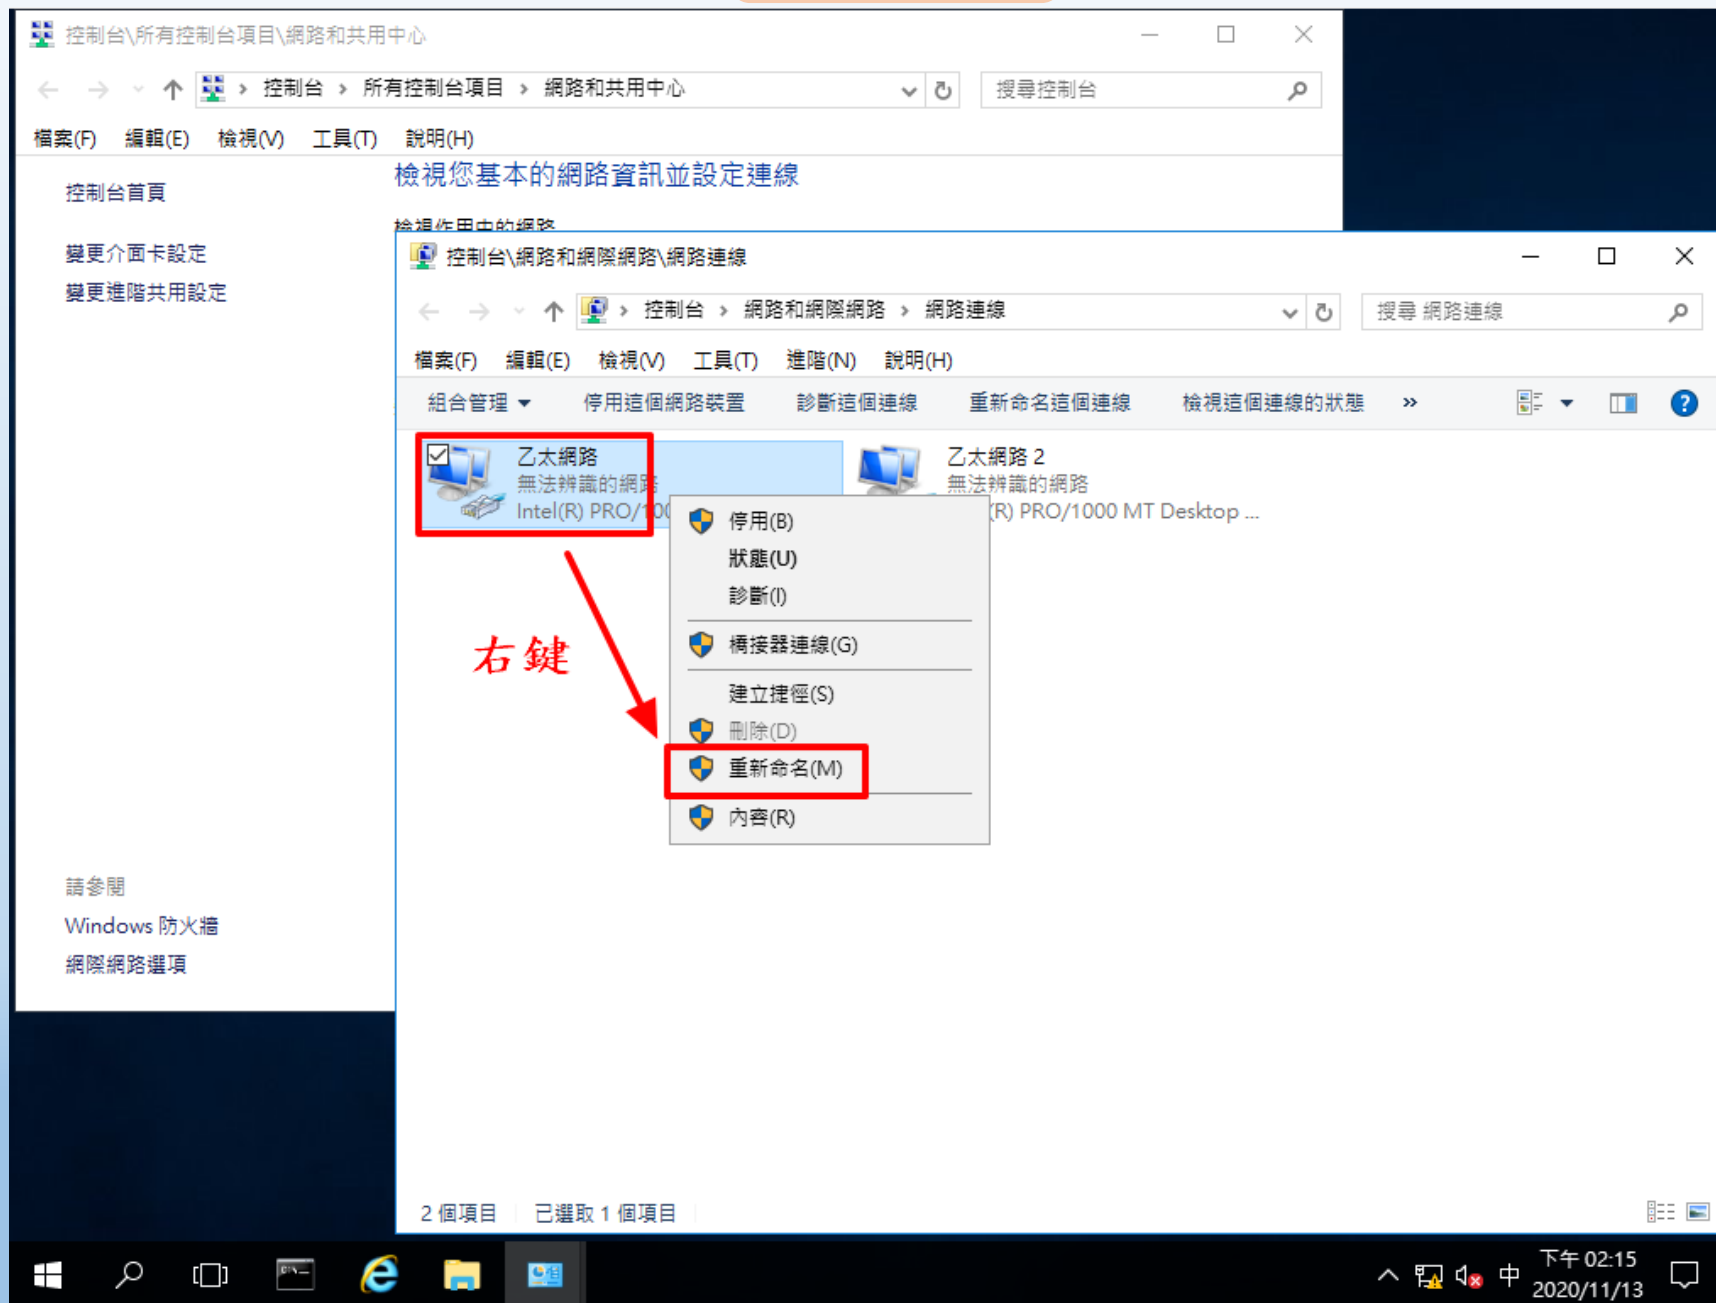 控制台\所有控制台項目\網路和共用中心
控制台 › 所有控制台項目 › 網路和共用中心
搜尋控制台
檔案(F) 編輯(E) 檢視(V) 工具(T) 說明(H)
控制台首頁
變更介面卡設定
變更進階共用設定
請參閱
Windows 防火牆
網際網路選項
檢視您基本的網路資訊並設定連線
檢視作用中的網路
控制台\網路和網際網路\網路連線
控制台 › 網路和網際網路 › 網路連線
搜尋 網路連線
檔案(F) 編輯(E) 檢視(V) 工具(T) 進階(N) 說明(H)
組合管理 停用這個網路裝置 診斷這個連線 重新命名這個連線 檢視這個連線的狀態 »
乙太網路
無法辨識的網路
Intel(R) PRO/100
乙太網路 2
無法辨識的網路
(R) PRO/1000 MT Desktop ...
停用(B)
狀態(U)
診斷(I)
橋接器連線(G)
建立捷徑(S)
刪除(D)
重新命名(M)
內容(R)
右鍵
2 個項目 已選取 1 個項目
中
下午 02:15
2020/11/13